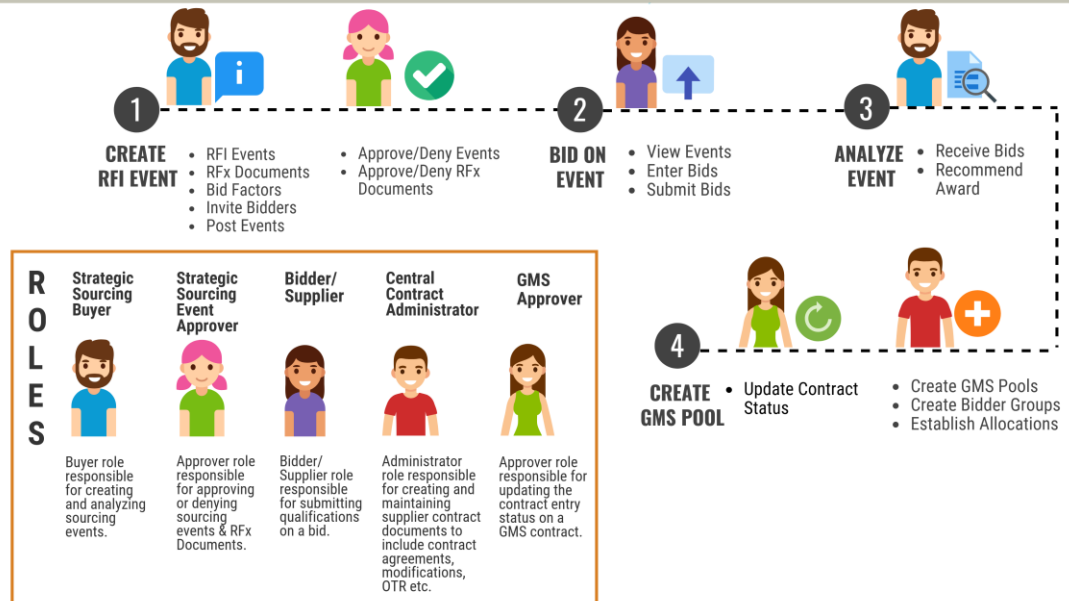 1
CREATE
RFI EVENT
• RFI Events
• RFx Documents
• Bid Factors
• Invite Bidders
• Post Events
• Approve/Deny Events
• Approve/Deny RFx
Documents
2
BID ON
EVENT
• View Events
• Enter Bids
• Submit Bids
3
ANALYZE
EVENT
• Receive Bids
• Recommend
Award
4
CREATE
GMS POOL
• Update Contract
Status
• Create GMS Pools
• Create Bidder Groups
• Establish Allocations
ROLES
Strategic
Sourcing
Buyer
Buyer role
responsible
for creating
and analyzing
sourcing
events.
Strategic
Sourcing
Event
Approver
Approver role
responsible
for approving
or denying
sourcing
events & RFx
Documents.
Bidder/
Supplier
Bidder/
Supplier role
responsible
for submitting
qualifications
on a bid.
Central
Contract
Administrator
Administrator
role responsible
for creating and
maintaining
supplier contract
documents to
include contract
agreements,
modifications,
OTR etc.
GMS
Approver
Approver role
responsible for
updating the
contract entry
status on a
GMS contract.